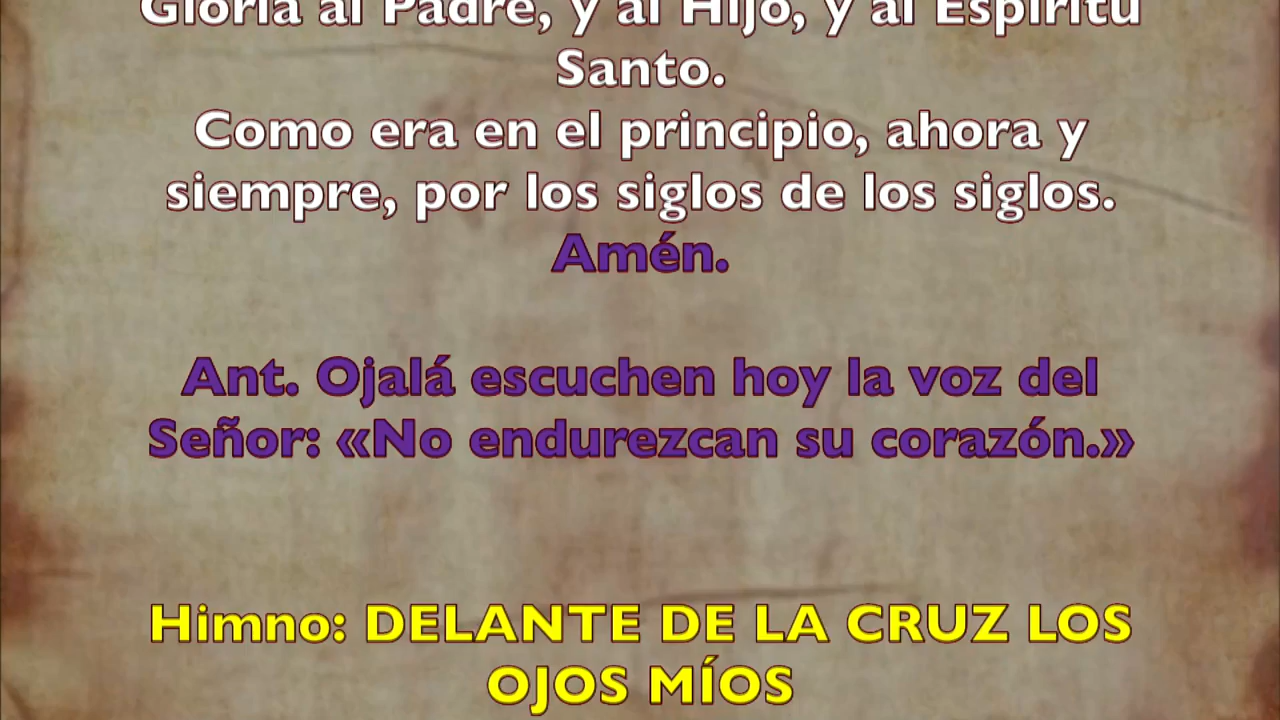 Gloria al Padre, y al Hijo, y al Espíritu
Santo.
Como era en el principio, ahora y
siempre, por los siglos de los siglos.
Amén.
Ant. Ojalá escuchen hoy la voz del
Señor: «No endurezcan su corazón.»
Himno: DELANTE DE LA CRUZ LOS
OJOS MÍOS